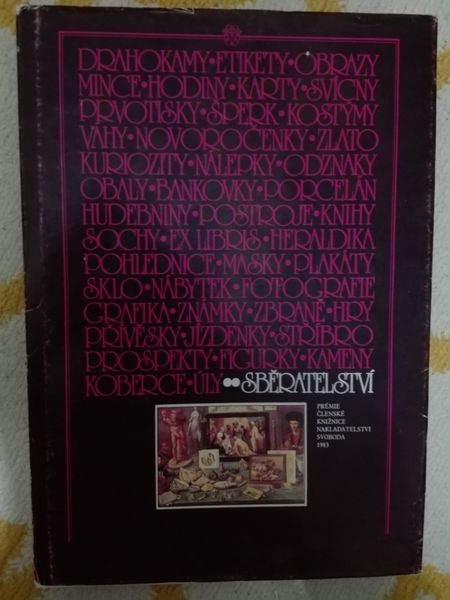 DRAHOKAMY•ETIKETY•OBRAZY
MINCE•HODINY•KARTY•SVÍCNY
PRVOTISKY•ŠPERK•KOSTÝMY
VÁHY•NOVOROČENKY•ZLATO
KURIOZITY•NÁLEPKY•ODZNAKY
OBALY•BANKOVKY•PORCELÁN
HUDEBNINY•POSTROJE•KNIHY
SOCHY•EX LIBRIS•HERALDIKA
POHLEDNICE•MASKY•PLAKÁTY
SKLO•NÁBYTEK•FOTOGRAFIE
GRAFIKA•ZNÁMKY•ZBRANĚ•HRY
PŘÍVĚSKY•JÍZDENKY•STŘÍBRO
PROSPEKTY•FIGURKY•KAMENY
KOBERCE•ÚLY••SBĚRATELSTVÍ
PRÉMIE
ČLENSKÉ
KNIŽNICE
NAKLADATELSTVÍ
SVOBODA
1983